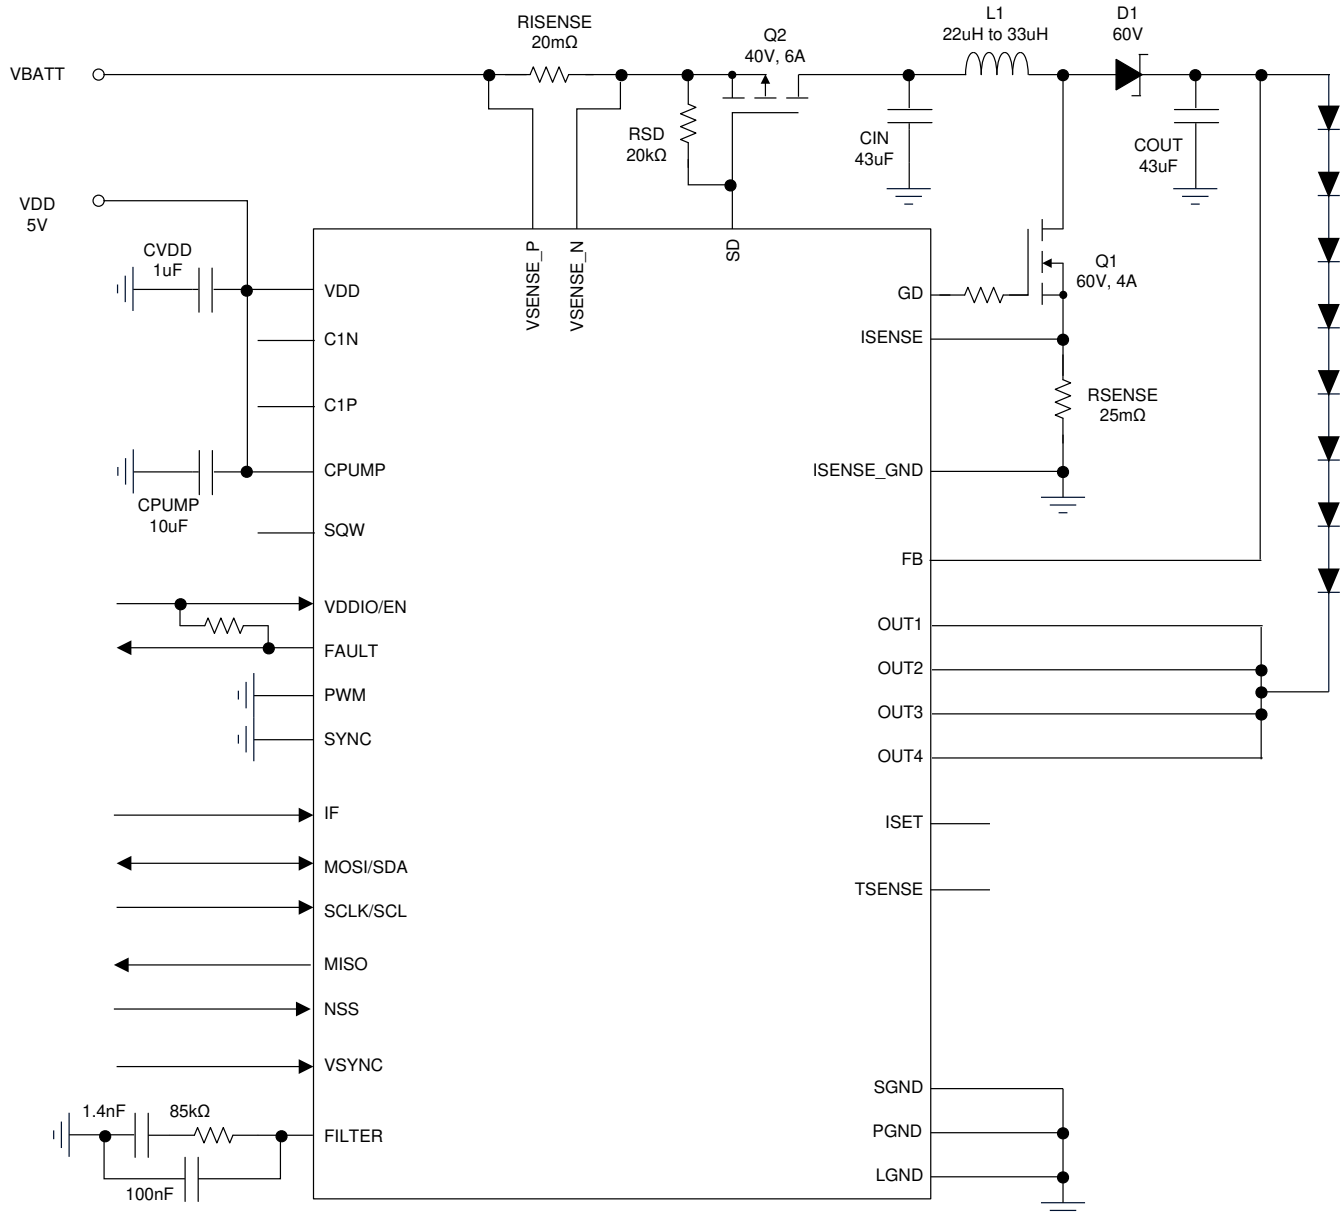 RISENSE
20mΩ
Q2
40V, 6A
L1
22uH to 33uH
D1
60V
VBATT
RSD
20kΩ
CIN
43uF
COUT
43uF
VDD
5V
CVDD
1uF
VSENSE_P
VSENSE_N
SD
Q1
60V, 4A
VDD
GD
C1N
ISENSE
RSENSE
25mΩ
C1P
CPUMP
ISENSE_GND
CPUMP
10uF
SQW
FB
VDDIO/EN
OUT1
FAULT
OUT2
PWM
OUT3
SYNC
OUT4
IF
ISET
MOSI/SDA
TSENSE
SCLK/SCL
MISO
NSS
VSYNC
SGND
1.4nF
85kΩ
PGND
FILTER
LGND
100nF